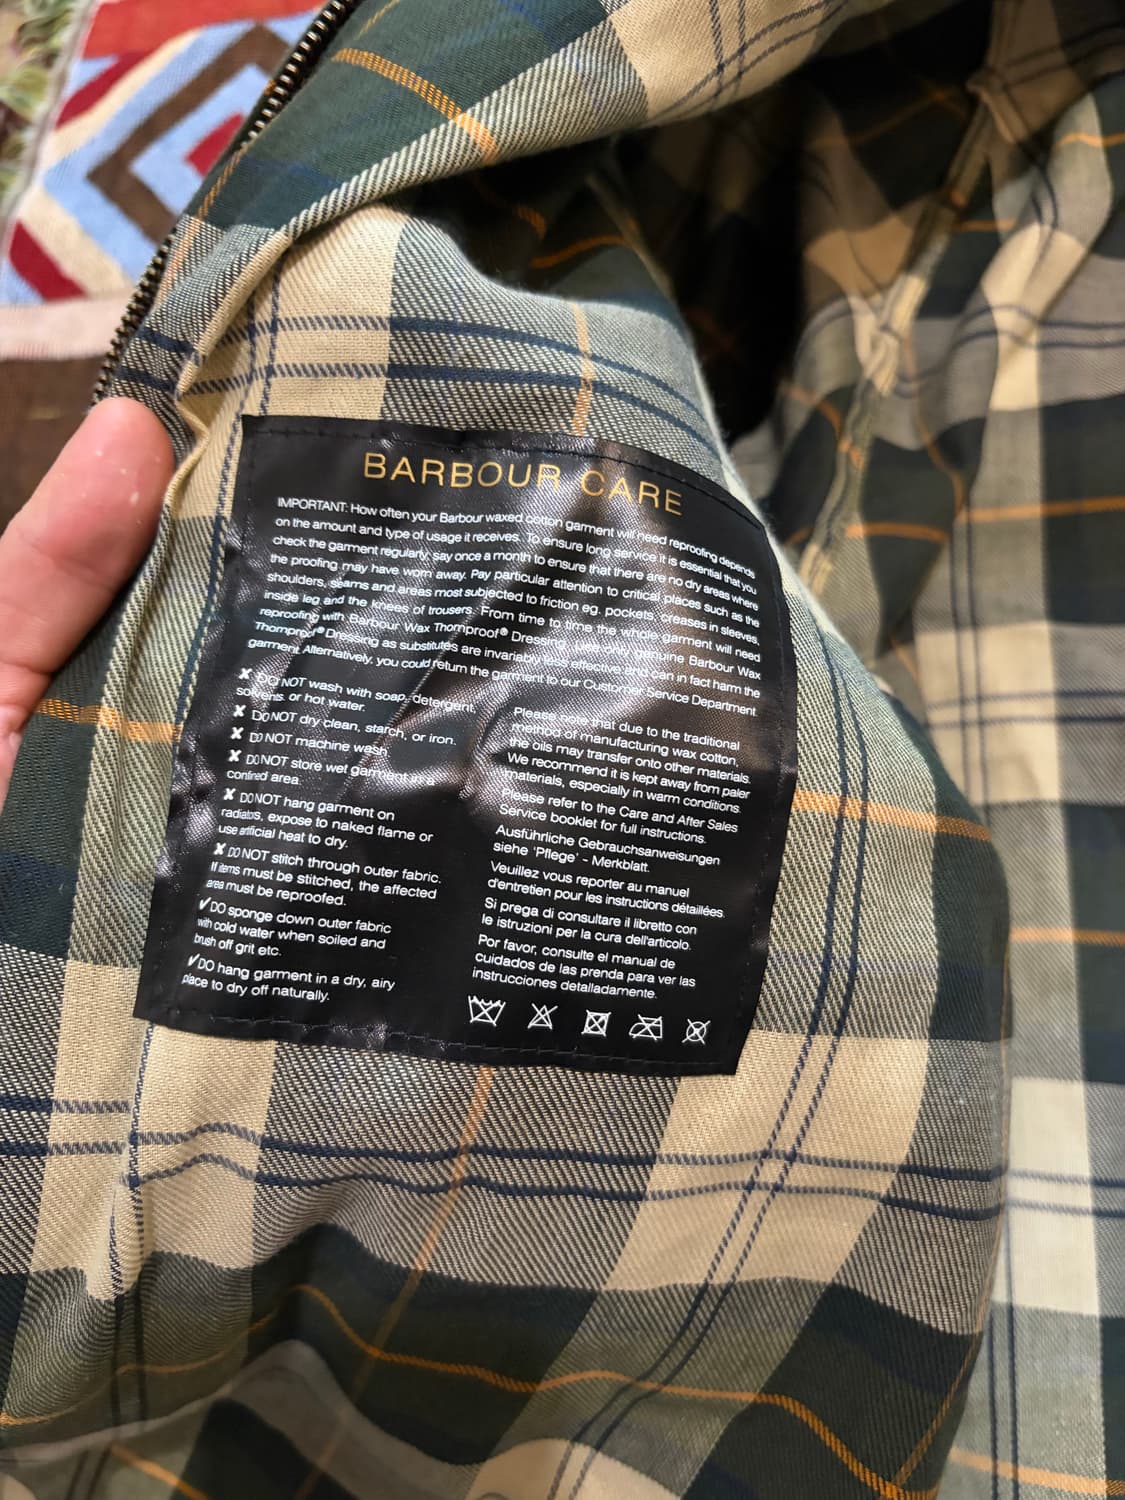 BARBOUR CARE
IMPORTANT: How often your Barbour waxed cotton garment will need reproofing depends
on the amount and type of usage it receives. To ensure long service it is essential that you
check the garment regularly, say once a month to ensure that there are no dry areas where
the proofing may have worn away. Pay particular attention to critical places such as the
shoulders, seams and areas most subjected to friction eg. pockets, creases in sleeves,
inside leg and the knees of trousers. From time to time the whole garment will need
reproofing with Barbour Wax Thornproof® Dressing, use only genuine Barbour Wax
Thornproof® Dressing as substitutes are invariably less effective and can in fact harm the
garment. Alternatively, you could return the garment to our Customer Service Department.
✘ DO NOT wash with soap, detergent,
solvents or hot water.
✘ DO NOT dry clean, starch, or iron.
✘ DO NOT machine wash.
✘ DO NOT store wet garment in a
confined area.
✘ DO NOT hang garment on
radiators, expose to naked flame or
use artificial heat to dry.
✘ DO NOT stitch through outer fabric.
If items must be stitched, the affected
area must be reproofed.
✔ DO sponge down outer fabric
with cold water when soiled and
brush off grit etc.
✔ DO hang garment in a dry, airy
place to dry off naturally.
Please note that due to the traditional
method of manufacturing wax cotton,
the oils may transfer onto other materials.
We recommend it is kept away from paler
materials, especially in warm conditions.
Please refer to the Care and After Sales
Service booklet for full instructions.
Ausführliche Gebrauchsanweisungen
siehe 'Pflege' - Merkblatt.
Veuillez vous reporter au manuel
d'entretien pour les instructions détaillées.
Si prega di consultare il libretto con
le istruzioni per la cura dell'articolo.
Por favor, consulte el manual de
cuidados de las prenda para ver las
instrucciones detalladamente.